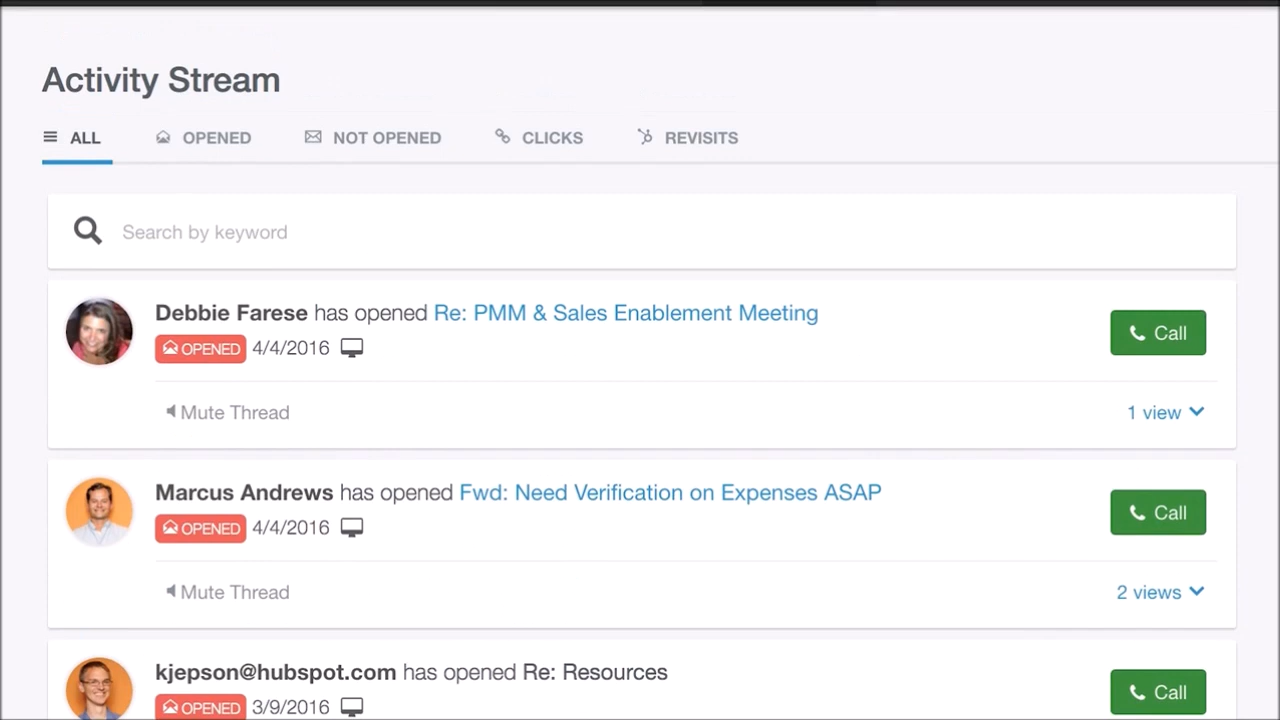 Activity Stream
ALL OPENED NOT OPENED CLICKS REVISITS
Search by keyword
Debbie Farese has opened Re: PMM & Sales Enablement Meeting
OPENED 4/4/2016
Call
Mute Thread
1 view
Marcus Andrews has opened Fwd: Need Verification on Expenses ASAP
OPENED 4/4/2016
Call
Mute Thread
2 views
kjepson@hubspot.com has opened Re: Resources
OPENED 3/9/2016
Call